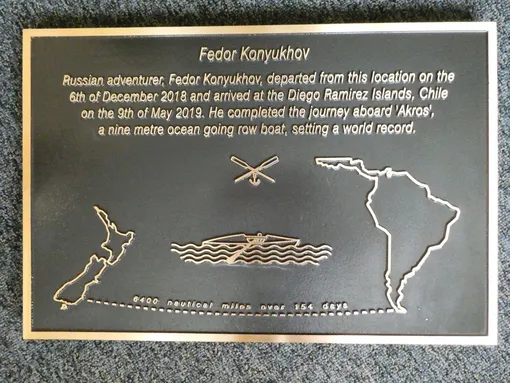 Fedor Konyukhov
Russian adventurer, Fedor Konyukhov, departed from this location on the
6th of December 2018 and arrived at the Diego Ramirez Islands, Chile
on the 9th of May 2019. He completed the journey aboard 'Akros',
a nine metre ocean going row boat, setting a world record.
6400 nautical miles over 154 days